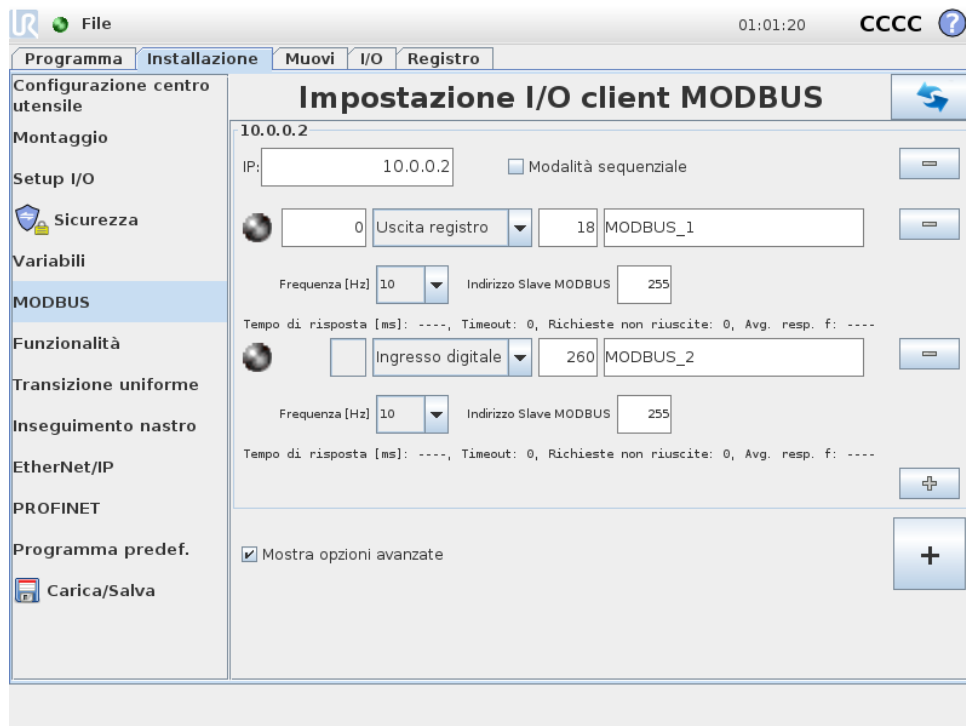 UR File 01:01:20 CCCC ?
Programma Installazione Muovi I/O Registro
Configurazione centro
utensile
Montaggio
Setup I/O
Sicurezza
Variabili
MODBUS
Funzionalità
Transizione uniforme
Inseguimento nastro
EtherNet/IP
PROFINET
Programma predef.
Carica/Salva
Impostazione I/O client MODBUS
10.0.0.2
IP: 10.0.0.2 Modalità sequenziale
0 Uscita registro 18 MODBUS_1
Frequenza [Hz] 10 Indirizzo Slave MODBUS 255
Tempo di risposta [ms]: ----, Timeout: 0, Richieste non riuscite: 0, Avg. resp. f: ----
Ingresso digitale 260 MODBUS_2
Frequenza [Hz] 10 Indirizzo Slave MODBUS 255
Tempo di risposta [ms]: ----, Timeout: 0, Richieste non riuscite: 0, Avg. resp. f: ----
Mostra opzioni avanzate